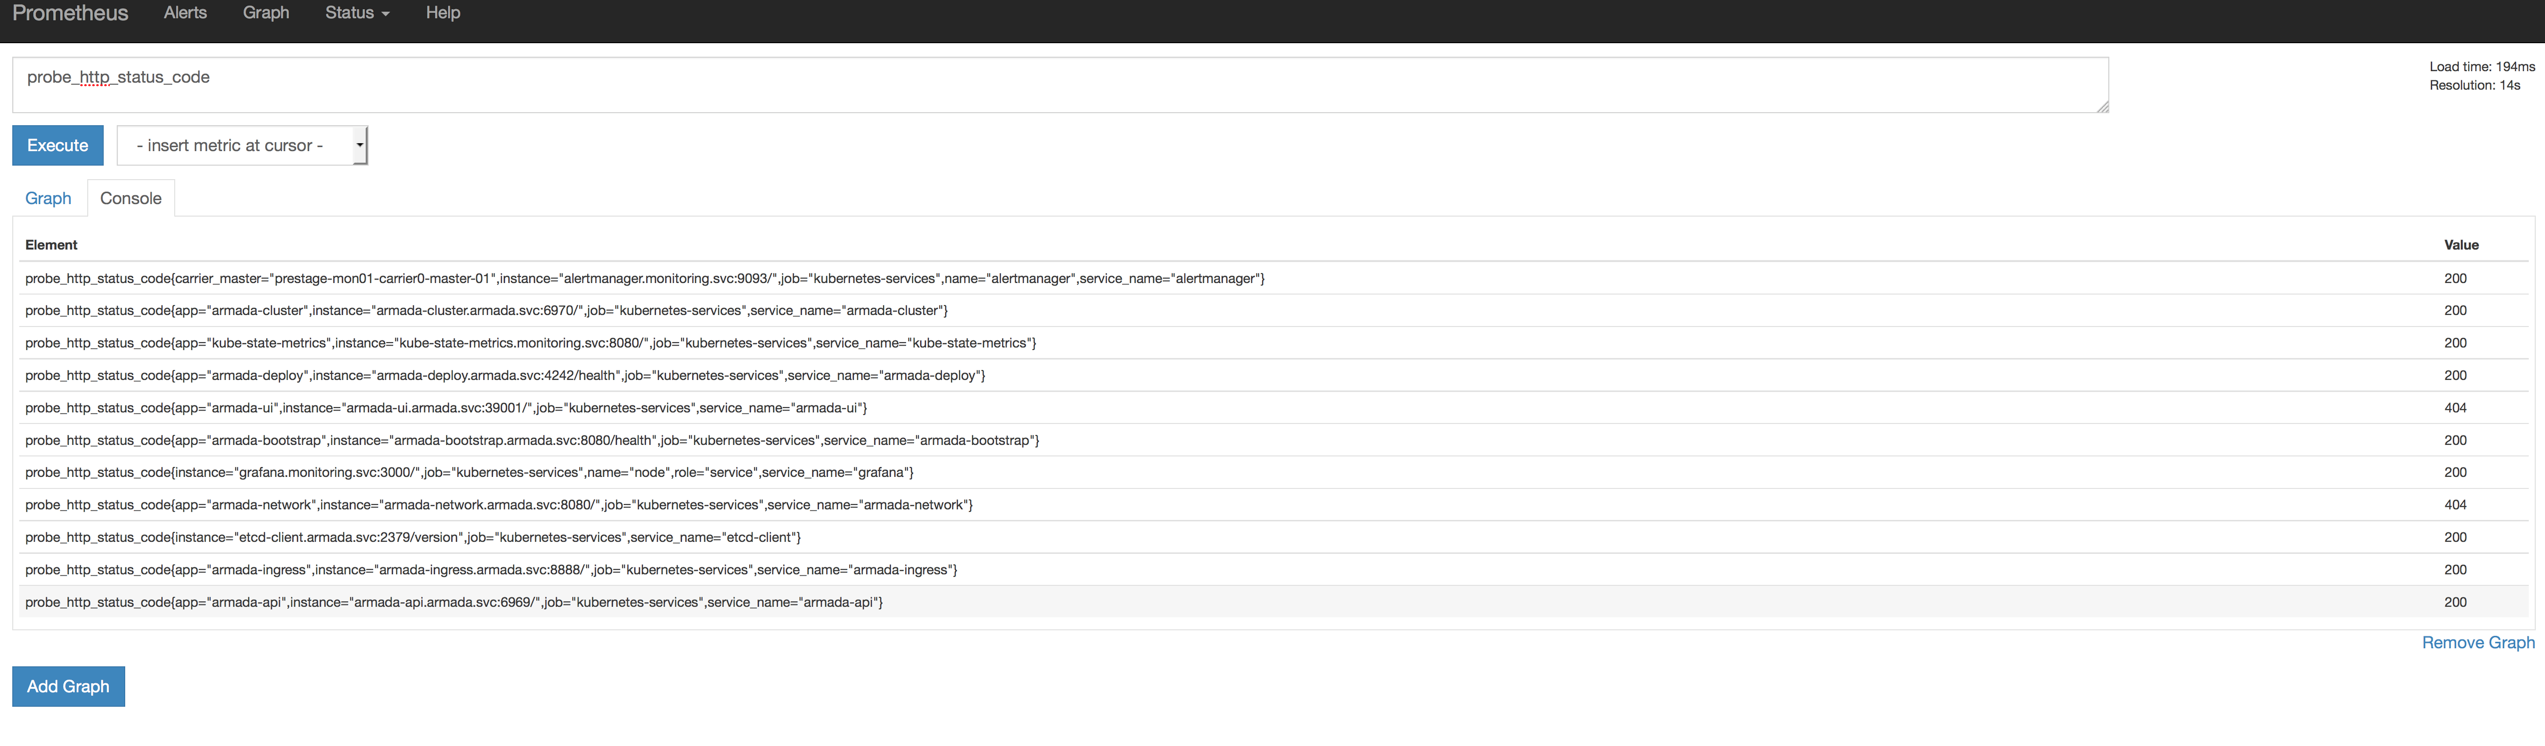 Prometheus Alerts Graph Status Help
probe_http_status_code
Load time: 194ms
Resolution: 14s
Execute - insert metric at cursor -
Graph Console
Element Value
probe_http_status_code{carrier_master="prestage-mon01-carrier0-master-01",instance="alertmanager.monitoring.svc:9093/",job="kubernetes-services",name="alertmanager",service_name="alertmanager"} 200
probe_http_status_code{app="armada-cluster",instance="armada-cluster.armada.svc:6970/",job="kubernetes-services",service_name="armada-cluster"} 200
probe_http_status_code{app="kube-state-metrics",instance="kube-state-metrics.monitoring.svc:8080/",job="kubernetes-services",service_name="kube-state-metrics"} 200
probe_http_status_code{app="armada-deploy",instance="armada-deploy.armada.svc:4242/health",job="kubernetes-services",service_name="armada-deploy"} 200
probe_http_status_code{app="armada-ui",instance="armada-ui.armada.svc:39001/",job="kubernetes-services",service_name="armada-ui"} 404
probe_http_status_code{app="armada-bootstrap",instance="armada-bootstrap.armada.svc:8080/health",job="kubernetes-services",service_name="armada-bootstrap"} 200
probe_http_status_code{instance="grafana.monitoring.svc:3000/",job="kubernetes-services",name="node",role="service",service_name="grafana"} 200
probe_http_status_code{app="armada-network",instance="armada-network.armada.svc:8080/",job="kubernetes-services",service_name="armada-network"} 404
probe_http_status_code{instance="etcd-client.armada.svc:2379/version",job="kubernetes-services",service_name="etcd-client"} 200
probe_http_status_code{app="armada-ingress",instance="armada-ingress.armada.svc:8888/",job="kubernetes-services",service_name="armada-ingress"} 200
probe_http_status_code{app="armada-api",instance="armada-api.armada.svc:6969/",job="kubernetes-services",service_name="armada-api"} 200
Remove Graph
Add Graph